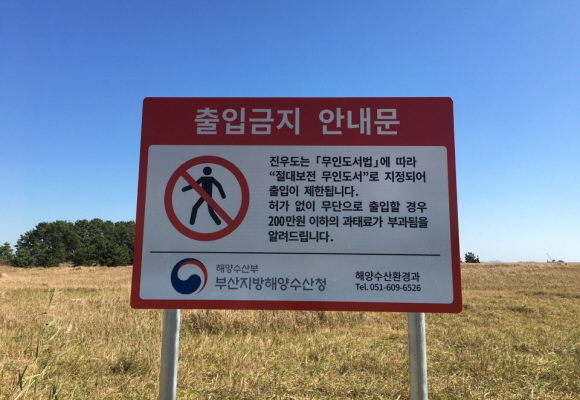 출입금지 안내문
진우도는 「무인도서법」에 따라
"절대보전 무인도서"로 지정되어
출입이 제한됩니다.
허가 없이 무단으로 출입할 경우
200만원 이하의 과태료가 부과됨을
알려드립니다.
해양수산부
부산지방해양수산청
해양수산환경과
Tel. 051-609-6526